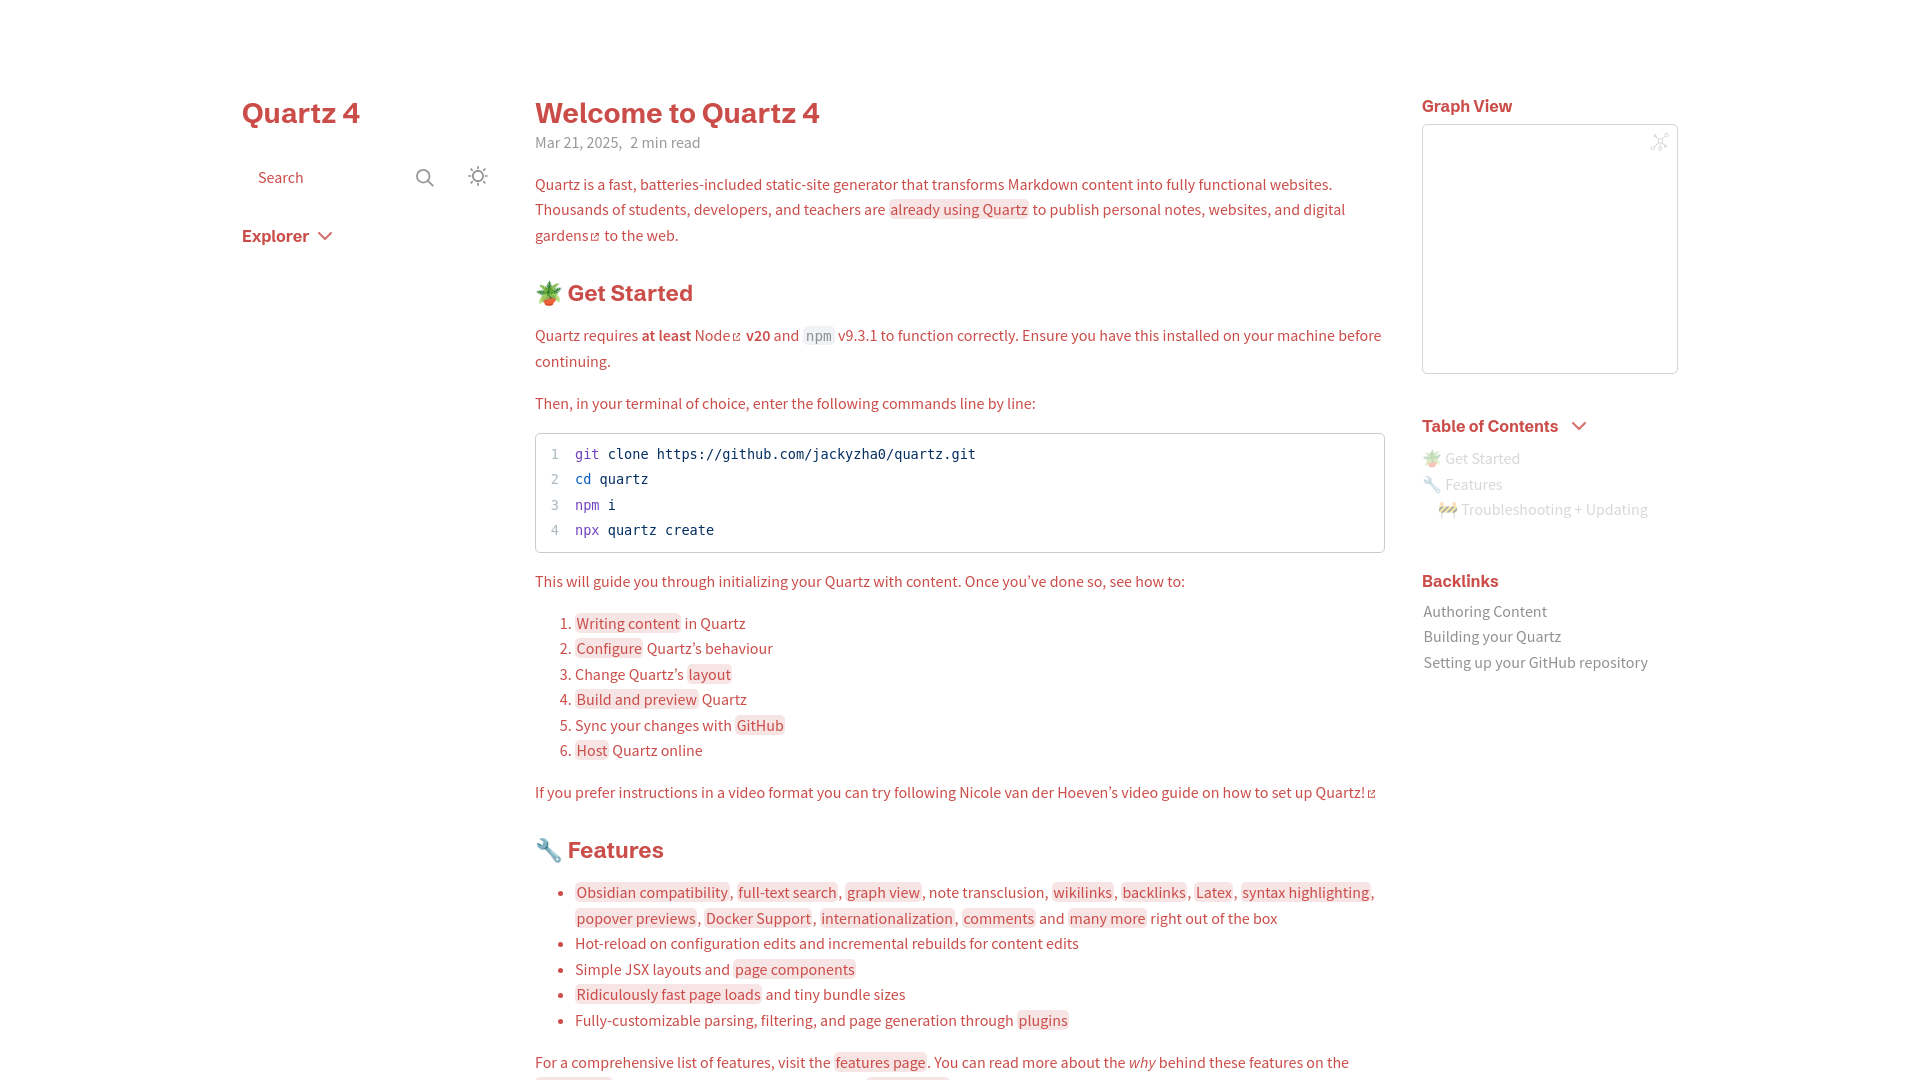 Quartz 4
Search
Explorer
Welcome to Quartz 4
Mar 21, 2025, 2 min read
Quartz is a fast, batteries-included static-site generator that transforms Markdown content into fully functional websites.
Thousands of students, developers, and teachers are already using Quartz to publish personal notes, websites, and digital
gardens to the web.
🪴 Get Started
Quartz requires at least Node v20 and npm v9.3.1 to function correctly. Ensure you have this installed on your machine before
continuing.
Then, in your terminal of choice, enter the following commands line by line:
1 git clone https://github.com/jackyzha0/quartz.git
2 cd quartz
3 npm i
4 npx quartz create
This will guide you through initializing your Quartz with content. Once you’ve done so, see how to:
1. Writing content in Quartz
2. Configure Quartz’s behaviour
3. Change Quartz’s layout
4. Build and preview Quartz
5. Sync your changes with GitHub
6. Host Quartz online
If you prefer instructions in a video format you can try following Nicole van der Hoeven’s video guide on how to set up Quartz!
🔧 Features
• Obsidian compatibility, full-text search, graph view, note transclusion, wikilinks, backlinks, Latex, syntax highlighting,
popover previews, Docker Support, internationalization, comments and many more right out of the box
• Hot-reload on configuration edits and incremental rebuilds for content edits
• Simple JSX layouts and page components
• Ridiculously fast page loads and tiny bundle sizes
• Fully-customizable parsing, filtering, and page generation through plugins
For a comprehensive list of features, visit the features page. You can read more about the why behind these features on the
Graph View
Table of Contents
🪴 Get Started
🔧 Features
🚧 Troubleshooting + Updating
Backlinks
Authoring Content
Building your Quartz
Setting up your GitHub repository